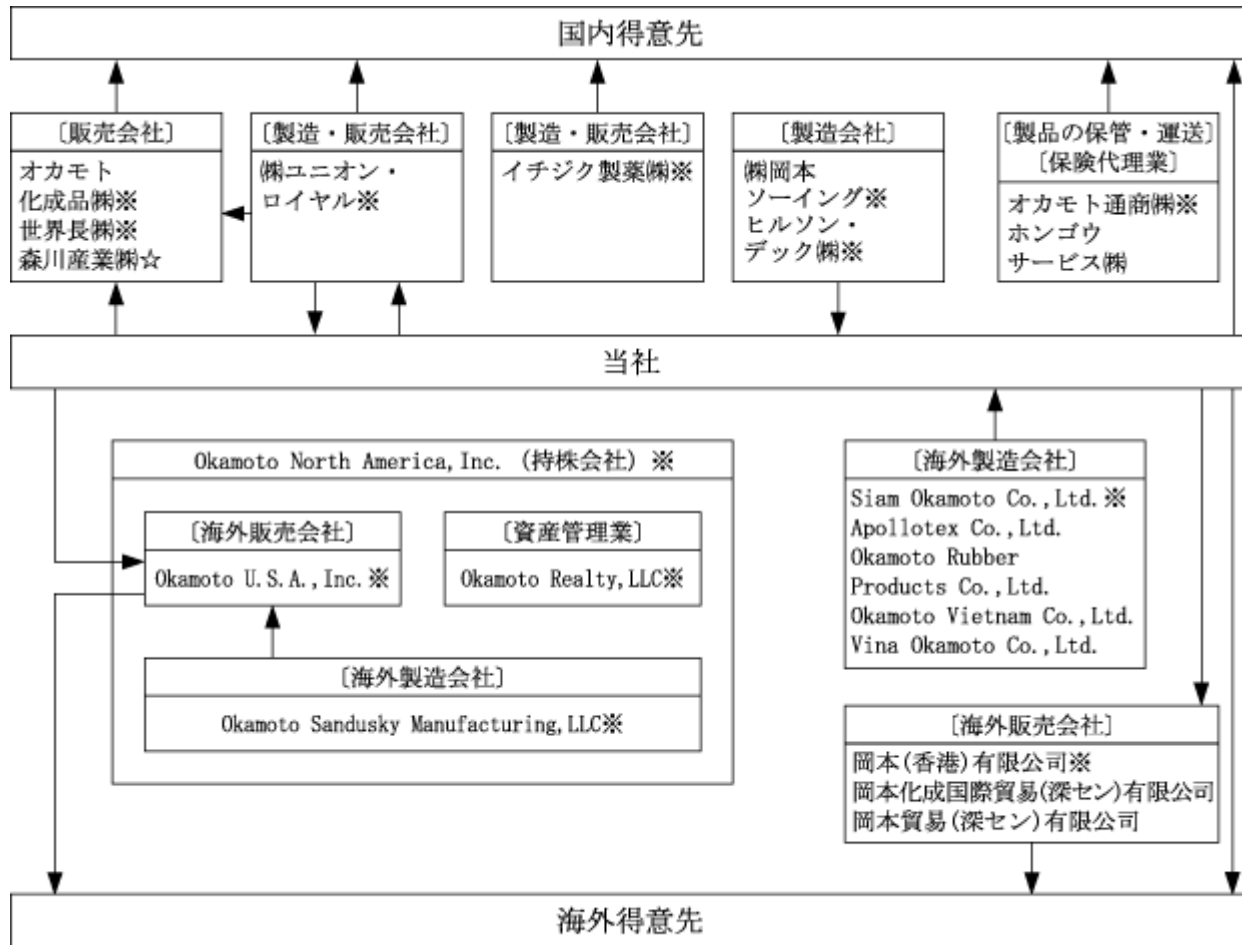 国内得意先
〔販売会社〕
オカモト
化成品㈱※
世界長㈱※
森川産業㈱☆
〔製造・販売会社〕
㈱ユニオン・
ロイヤル※
〔製造・販売会社〕
イチジク製薬㈱※
〔製造会社〕
㈱岡本
ソーイング※
ヒルソン・
デック㈱※
〔製品の保管・運送〕
〔保険代理業〕
オカモト通商㈱※
ホンゴウ
サービス㈱
当社
Okamoto North America,Inc. (持株会社) ※
〔海外販売会社〕
Okamoto U.S.A.,Inc.※
〔資産管理業〕
Okamoto Realty,LLC※
〔海外製造会社〕
Okamoto Sandusky Manufacturing,LLC※
〔海外製造会社〕
Siam Okamoto Co.,Ltd.※
Apollotex Co.,Ltd.
Okamoto Rubber
Products Co.,Ltd.
Okamoto Vietnam Co.,Ltd.
Vina Okamoto Co.,Ltd.
〔海外販売会社〕
岡本(香港)有限公司※
岡本化成国際貿易(深セン)有限公司
岡本貿易(深セン)有限公司
海外得意先